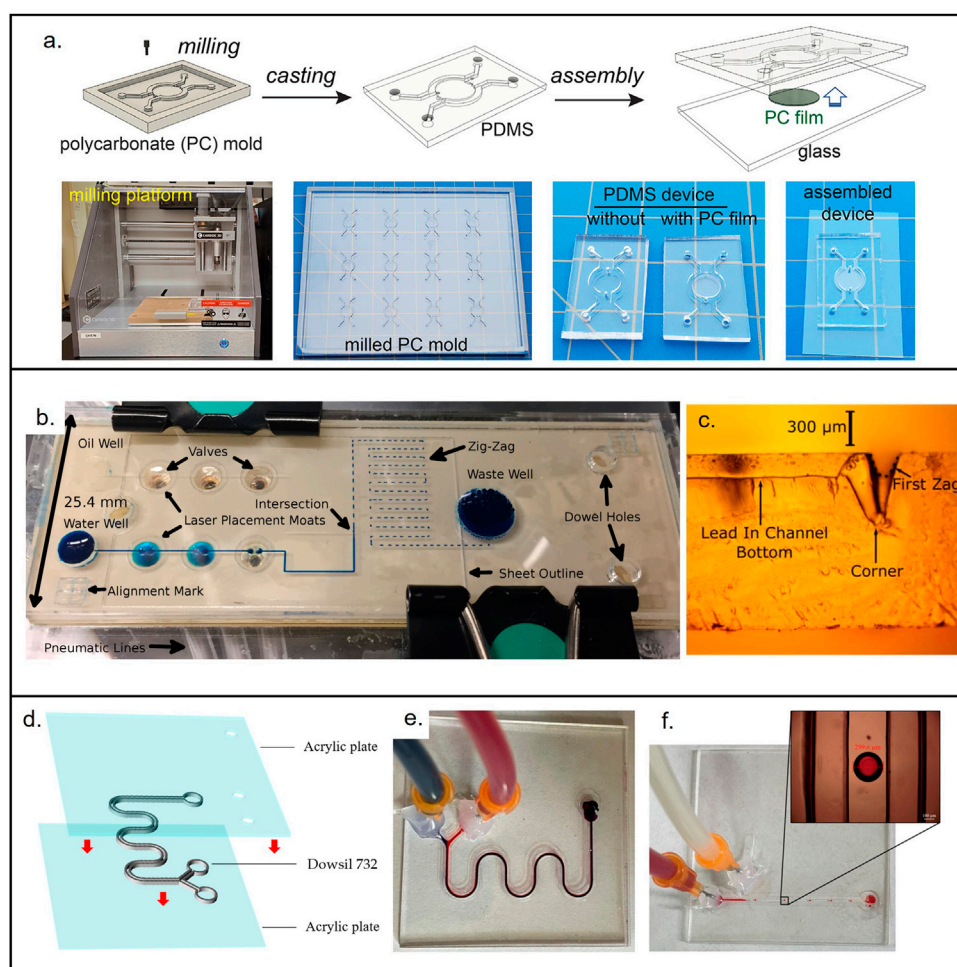 a.
milling
casting
assembly
polycarbonate (PC) mold
PDMS
PC film
glass
milling platform
CARBIDE 3D
milled PC mold
PDMS device
without
with PC film
assembled
device
b.
Oil Well
Valves
Zig-Zag
Waste Well
25.4 mm
Intersection
Water Well
Laser Placement Moats
Dowel Holes
Alignment Mark
Sheet Outline
Pneumatic Lines
c.
300 µm
First Zag
Lead In Channel
Bottom
Corner
d.
Acrylic plate
Dowsil 732
Acrylic plate
e.
f.